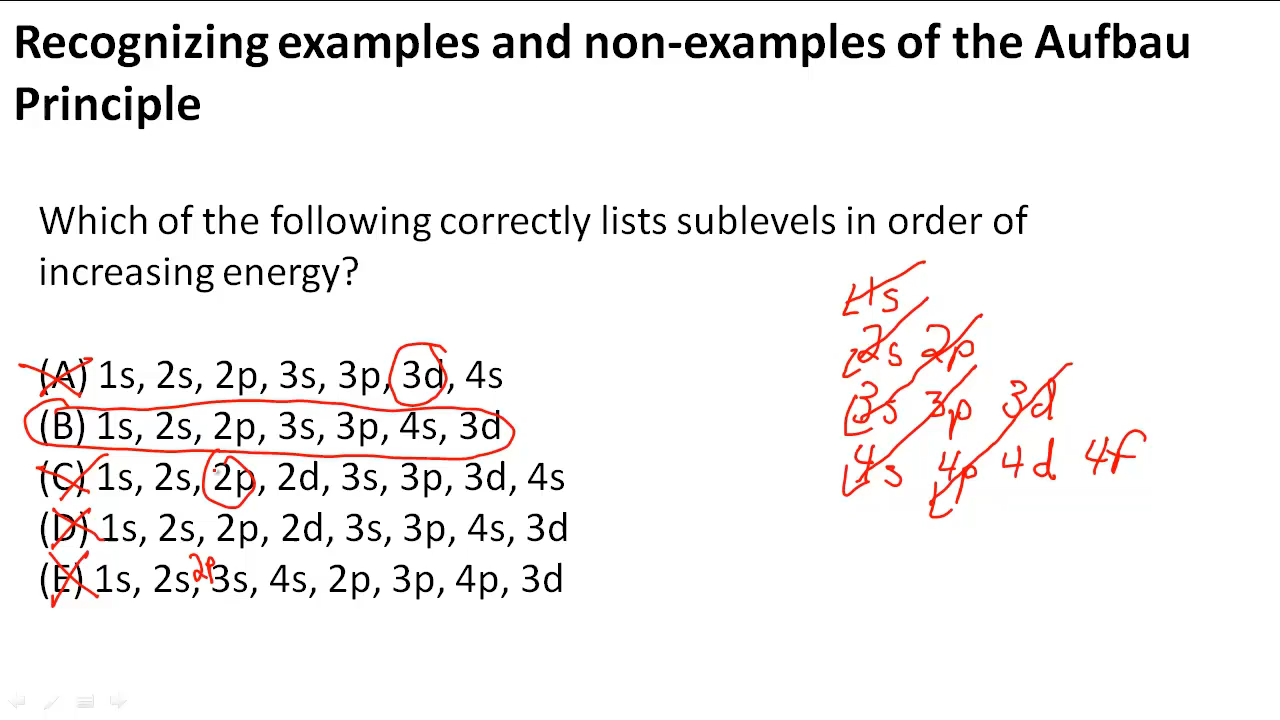 Recognizing examples and non-examples of the Aufbau
Principle
Which of the following correctly lists sublevels in order of
increasing energy?
(A) 1s, 2s, 2p, 3s, 3p, 3d, 4s
(B) 1s, 2s, 2p, 3s, 3p, 4s, 3d
(C) 1s, 2s, 2p, 2d, 3s, 3p, 3d, 4s
(D) 1s, 2s, 2p, 2d, 3s, 3p, 4s, 3d
2p
(E) 1s, 2s, 3s, 4s, 2p, 3p, 4p, 3d
1s
2s 2p
3s 3p 3d
4s 4p 4d 4f